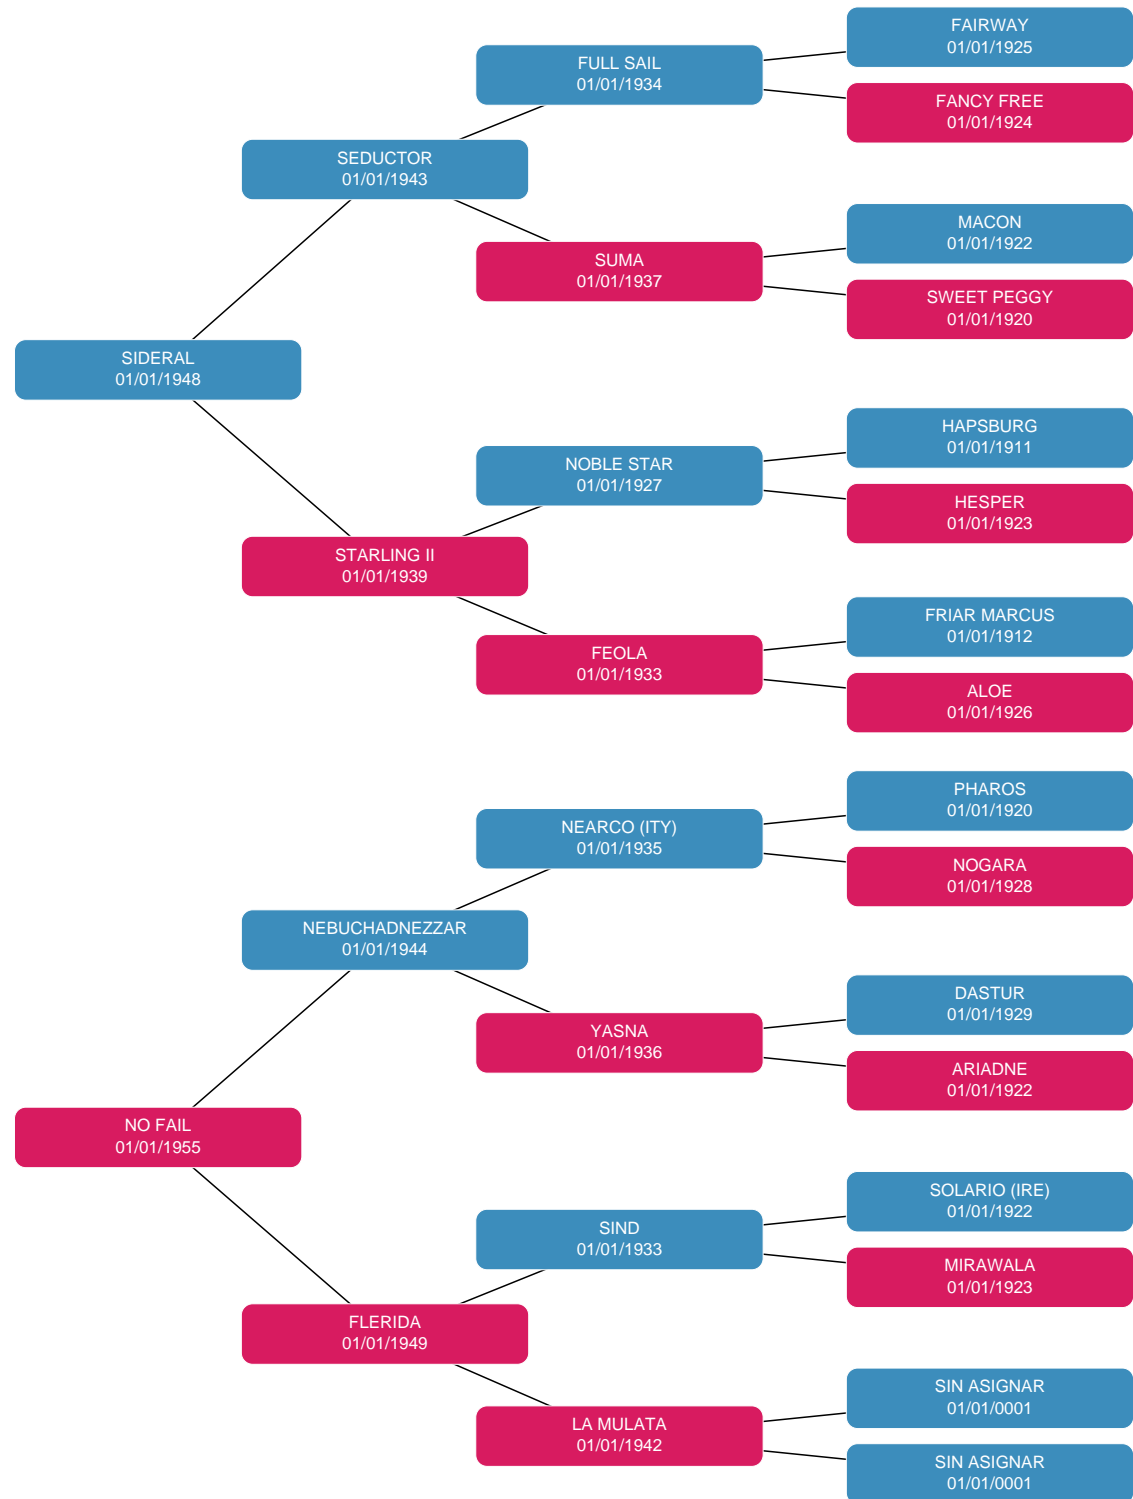 FAIRWAY
01/01/1925
FULL SAIL
01/01/1934
FANCY FREE
01/01/1924
SEDUCTOR
01/01/1943
MACON
01/01/1922
SUMA
01/01/1937
SWEET PEGGY
01/01/1920
SIDERAL
01/01/1948
HAPSBURG
01/01/1911
NOBLE STAR
01/01/1927
HESPER
01/01/1923
STARLING II
01/01/1939
FRIAR MARCUS
01/01/1912
FEOLA
01/01/1933
ALOE
01/01/1926
PHAROS
01/01/1920
NEARCO (ITY)
01/01/1935
NOGARA
01/01/1928
NEBUCHADNEZZAR
01/01/1944
DASTUR
01/01/1929
YASNA
01/01/1936
ARIADNE
01/01/1922
NO FAIL
01/01/1955
SOLARIO (IRE)
01/01/1922
SIND
01/01/1933
MIRAWALA
01/01/1923
FLERIDA
01/01/1949
SIN ASIGNAR
01/01/0001
LA MULATA
01/01/1942
SIN ASIGNAR
01/01/0001